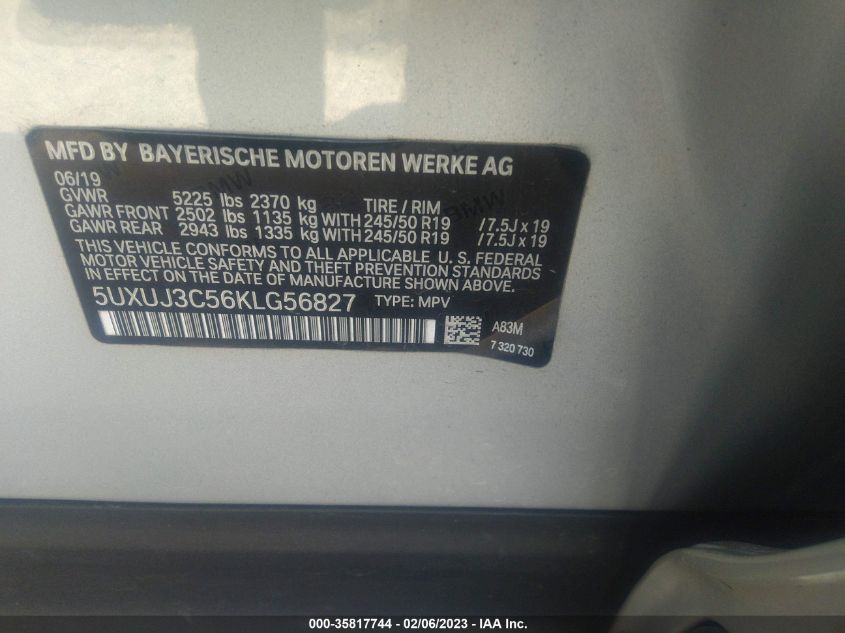 MFD BY BAYERISCHE MOTOREN WERKE AG
06/19
GVWR 5225 lbs 2370 kg TIRE / RIM
GAWR FRONT 2502 lbs 1135 kg WITH 245/50 R19 / 7.5J x 19
GAWR REAR 2943 lbs 1335 kg WITH 245/50 R19 / 7.5J x 19
THIS VEHICLE CONFORMS TO ALL APPLICABLE U. S. FEDERAL
MOTOR VEHICLE SAFETY AND THEFT PREVENTION STANDARDS
IN EFFECT ON THE DATE OF MANUFACTURE SHOWN ABOVE.
5UXUJ3C56KLG56827 TYPE: MPV
A83M
7 320 730
000-35817744 — 02/06/2023 — IAA Inc.